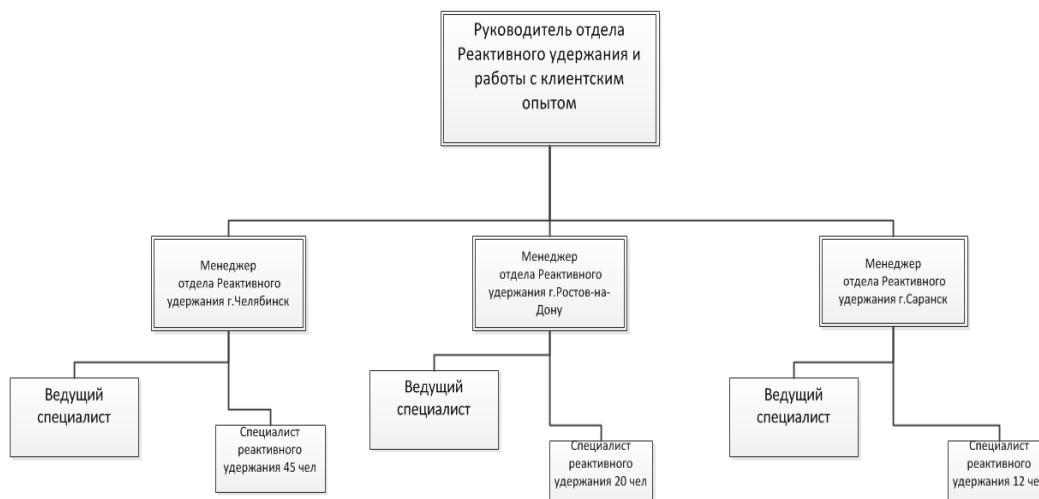 Руководитель отдела
Реактивного удержания и
работы с клиентским
опытом
Менеджер
отдела Реактивного
удержания г.Челябинск
Менеджер
отдела Реактивного
удержания г.Ростов-на-
Дону
Менеджер
отдела Реактивного
удержания г.Саранск
Ведущий
специалист
Специалист
реактивного
удержания 45 чел
Ведущий
специалист
Специалист
реактивного
удержания 20 чел
Ведущий
специалист
Специалист
реактивного
удержания 12 че